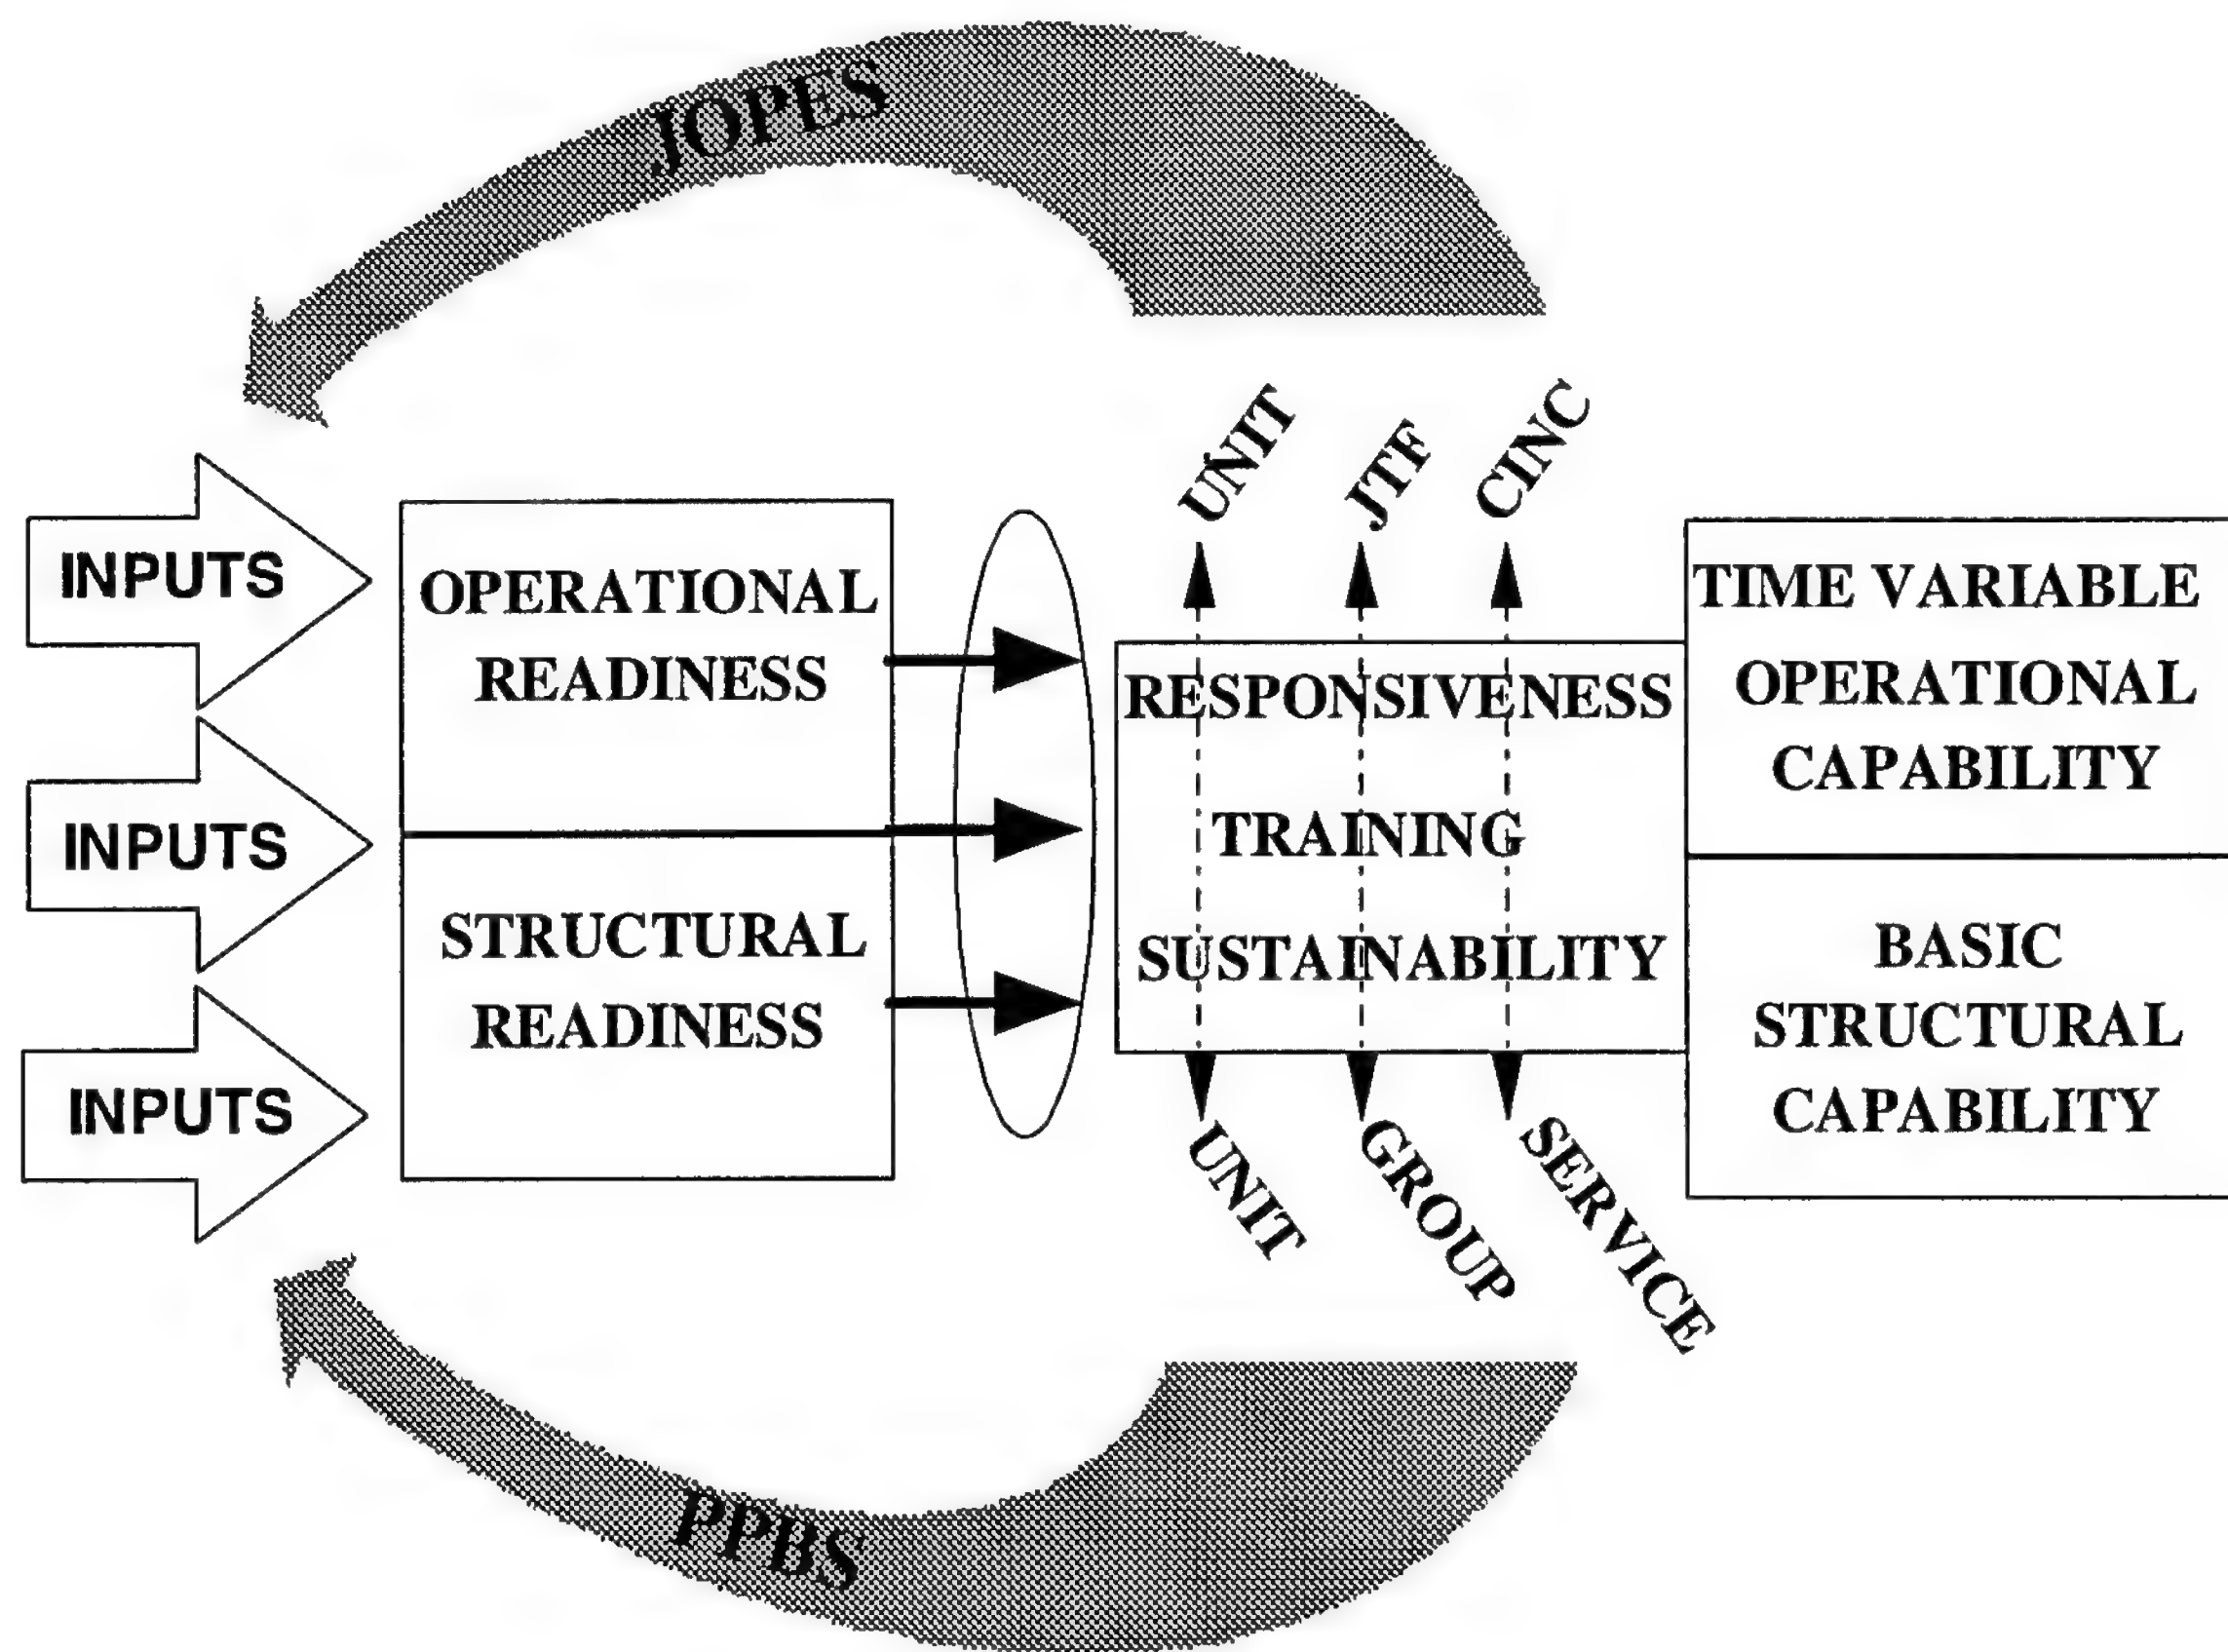 JOPES
UNIT
JTF
CINC
INPUTS
INPUTS
INPUTS
OPERATIONAL
READINESS
STRUCTURAL
READINESS
RESPONSIVENESS
TRAINING
SUSTAINABILITY
TIME VARIABLE
OPERATIONAL
CAPABILITY
BASIC
STRUCTURAL
CAPABILITY
UNIT
GROUP
SERVICE
PPBS